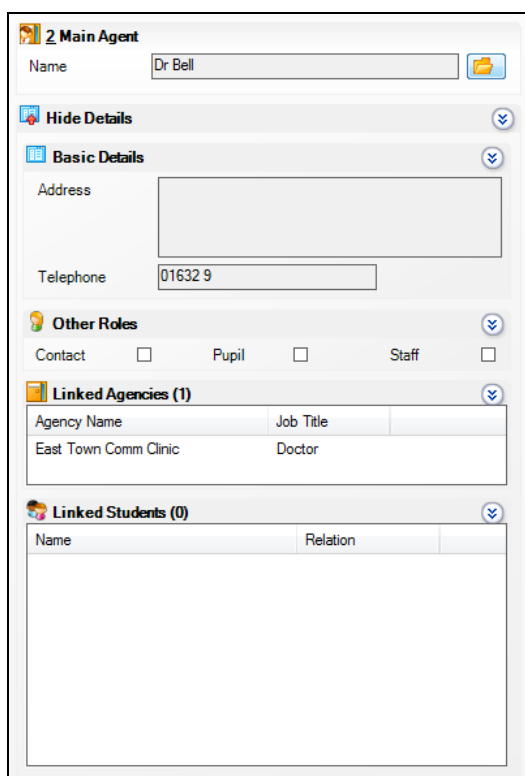 2 Main Agent
Name Dr Bell
Hide Details
Basic Details
Address
Telephone 01632 9
Other Roles
Contact Pupil Staff
Linked Agencies (1)
Agency Name Job Title
East Town Comm Clinic Doctor
Linked Students (0)
Name Relation